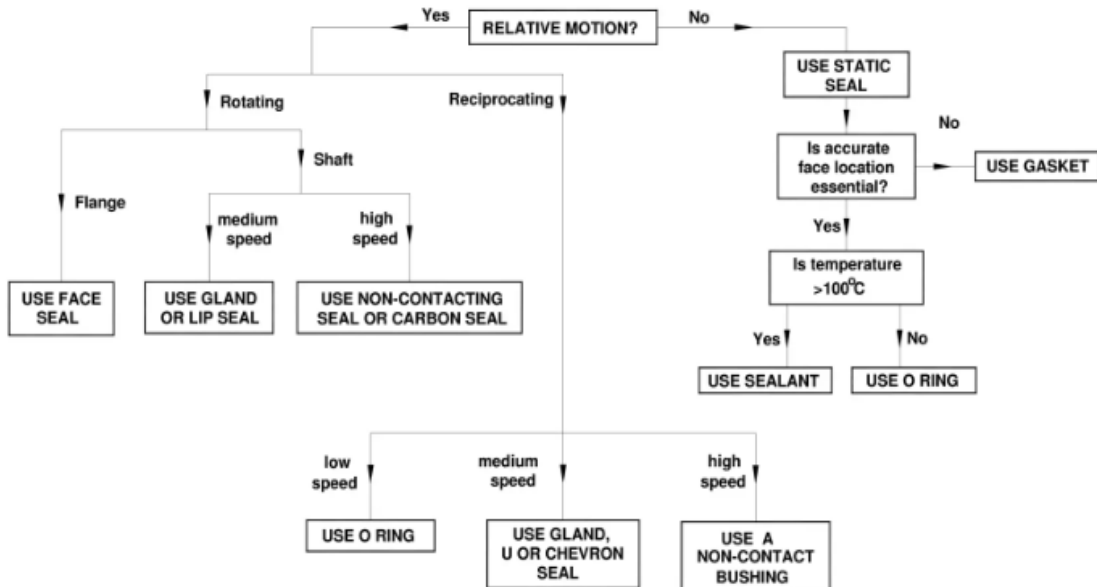 Yes
RELATIVE MOTION?
No
USE STATIC
SEAL
Rotating
Reciprocating
No
Is accurate
face location
essential?
USE GASKET
Shaft
Flange
medium
speed
high
speed
Yes
Is temperature
>100°C
USE FACE
SEAL
USE GLAND
OR LIP SEAL
USE NON-CONTACTING
SEAL OR CARBON SEAL
Yes
No
USE SEALANT
USE O RING
low
speed
medium
speed
high
speed
USE O RING
USE GLAND,
U OR CHEVRON
SEAL
USE A
NON-CONTACT
BUSHING